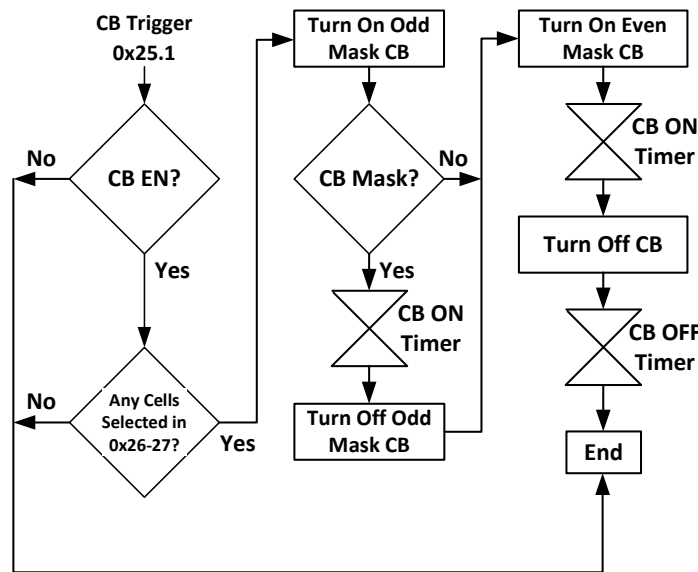 CB Trigger
0x25.1
CB EN?
No
Yes
Any Cells
Selected in
0x26-27?
No
Yes
Turn On Odd
Mask CB
CB Mask?
No
Yes
CB ON
Timer
Turn Off Odd
Mask CB
Turn On Even
Mask CB
CB ON
Timer
Turn Off CB
CB OFF
Timer
End